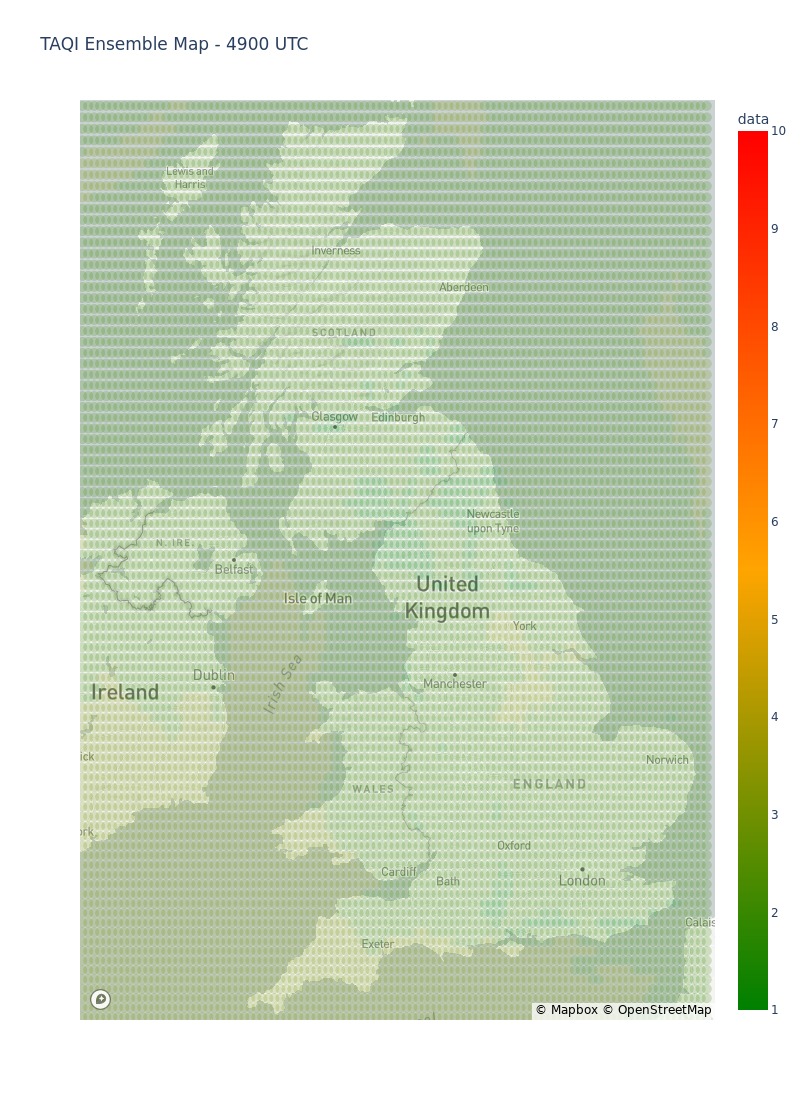 TAQI Ensemble Map - 4900 UTC
data
10
9
8
7
6
5
4
3
2
1
Lewis and
Harris
Inverness
Aberdeen
SCOTLAND
Glasgow
Edinburgh
Newcastle
upon Tyne
N. IRE.
Belfast
United
Kingdom
Isle of Man
York
Irish Sea
Dublin
Manchester
Ireland
ick
Norwich
WALES
ENGLAND
ork
Oxford
Cardiff
Bath
London
Calais
Exeter
© Mapbox © OpenStreetMap